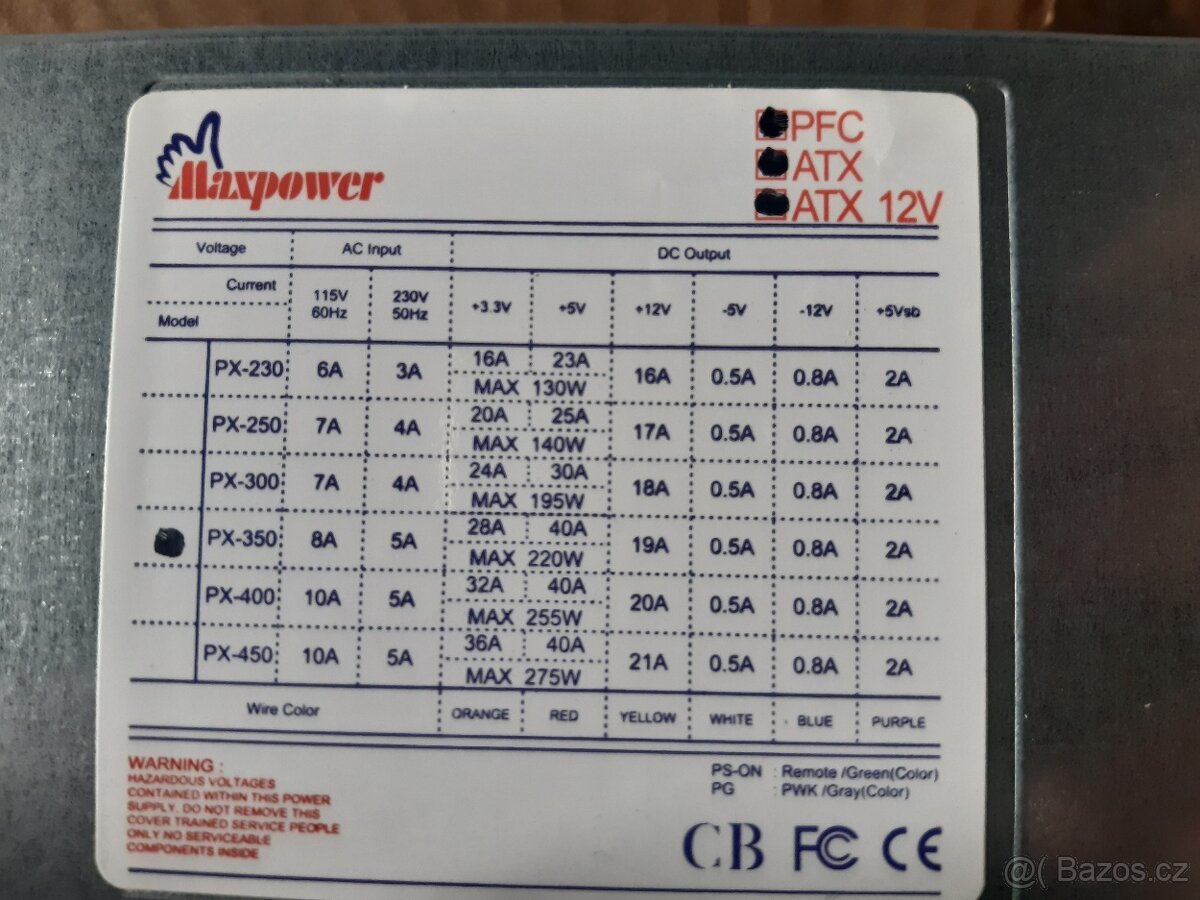 Maxpower
PFC
ATX
ATX 12V
Voltage AC Input DC Output
Current
Model
115V 60Hz 230V 50Hz +3.3V +5V +12V -5V -12V +5Vsb
PX-230 6A 3A 16A 23A 16A 0.5A 0.8A 2A
MAX 130W
PX-250 7A 4A 20A 25A 17A 0.5A 0.8A 2A
MAX 140W
PX-300 7A 4A 24A 30A 18A 0.5A 0.8A 2A
MAX 195W
PX-350 8A 5A 28A 40A 19A 0.5A 0.8A 2A
MAX 220W
PX-400 10A 5A 32A 40A 20A 0.5A 0.8A 2A
MAX 255W
PX-450 10A 5A 36A 40A 21A 0.5A 0.8A 2A
MAX 275W
Wire Color ORANGE RED YELLOW WHITE BLUE PURPLE
WARNING :
HAZARDOUS VOLTAGES
CONTAINED WITHIN THIS POWER
SUPPLY. DO NOT REMOVE THIS
COVER TRAINED SERVICE PEOPLE
ONLY NO SERVICEABLE
COMPONENTS INSIDE
PS-ON : Remote /Green(Color)
PG : PWK /Gray(Color)
CB FC CE
@( Bazos.cz